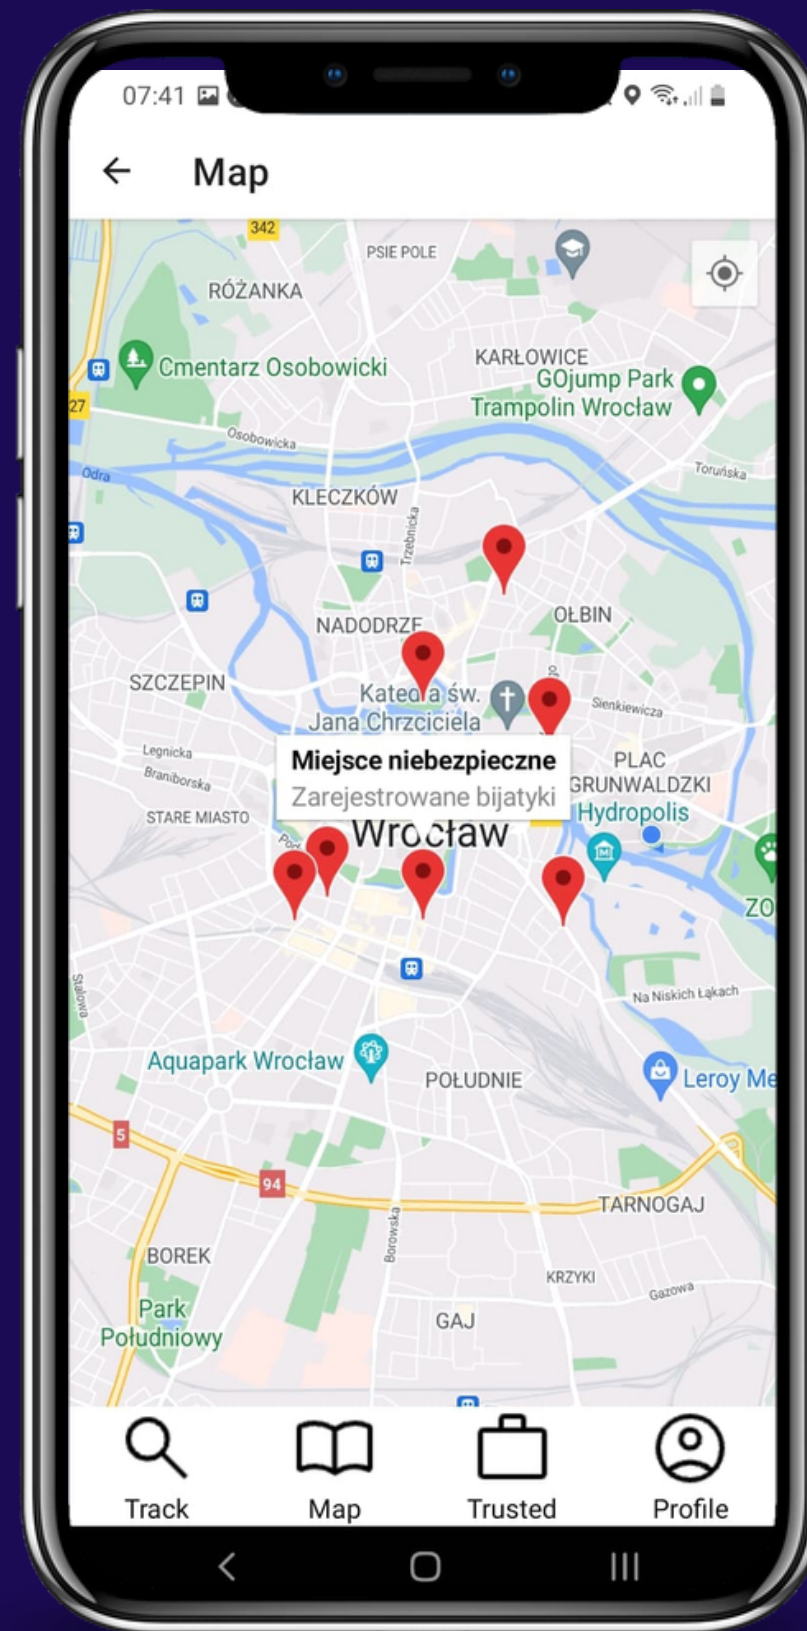 07:41
Map
342
PSIE POLE
RÓŻANKA
KARŁOWICE
Cmentarz Osobowicki
GOjump Park
Trampolin Wrocław
27
Osobowicka
Odra
Toruńska
KLECZKÓW
Trzebnicka
OŁBIN
NADODRZE
SZCZEPIN
Katedra św.
Jana Chrzciciela
Sienkiewicza
Legnicka
Miejsce niebezpieczne
PLAC
GRUNWALDZKI
Braniborska
Zarejestrowane bijatyki
STARE MIASTO
Hydropolis
Wrocław
ZO
Stalowa
Na Niskich Łąkach
Aquapark Wrocław
POŁUDNIE
Leroy Me
5
94
TARNOGAJ
Borowska
BOREK
KRZYKI
Gazowa
Park
Południowy
GAJ
Track
Map
Trusted
Profile